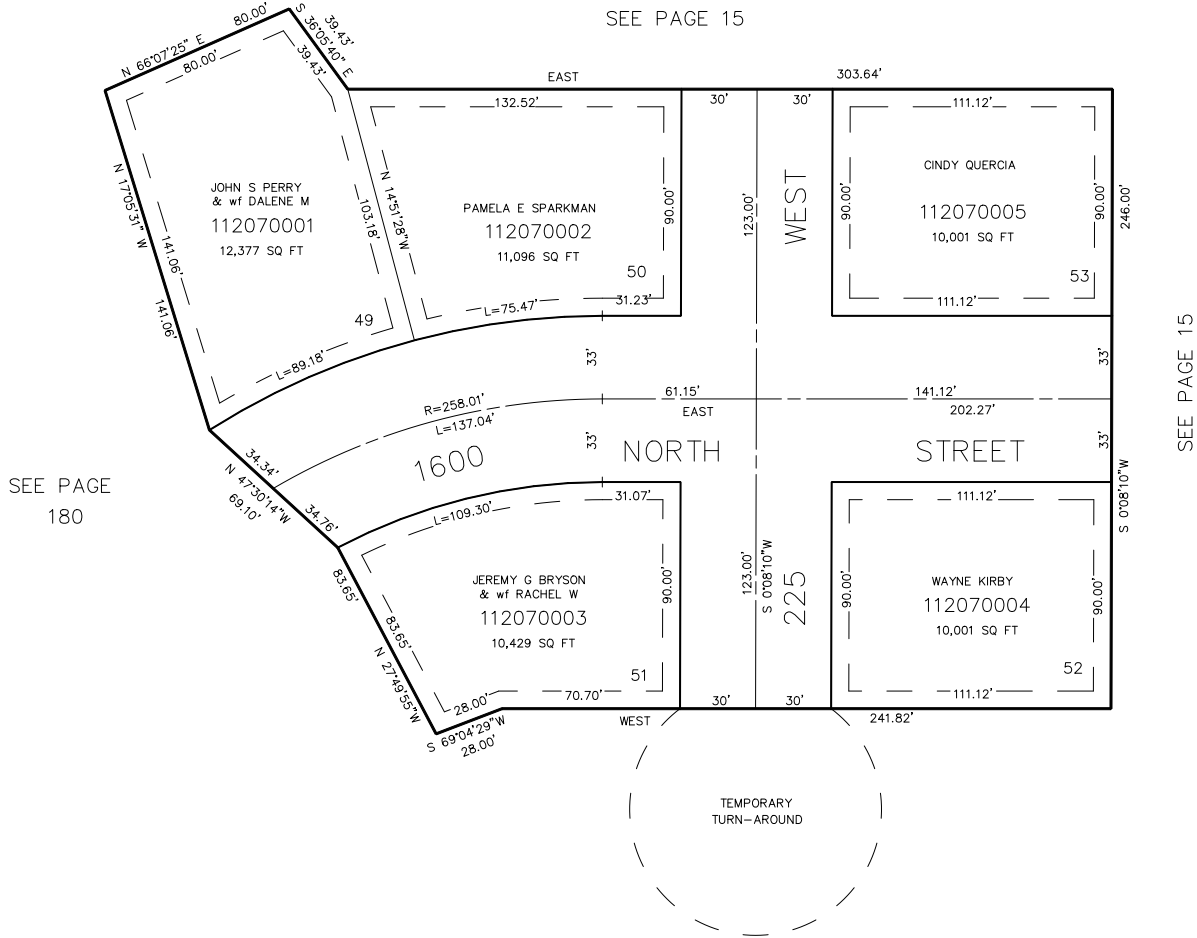 SEE PAGE 15
80.00'
N 66°07'25" E
80.00'
S 36°05'40" E
39.43'
39.43'
EAST
303.64'
132.52'
30'
30'
111.12'
N 17°05'31" W
141.06'
141.06'
JOHN S PERRY
& wf DALENE M
112070001
12,377 SQ FT
49
L=89.18'
103.18'
N 14°51'28"W
PAMELA E SPARKMAN
112070002
11,096 SQ FT
50
90.00'
L=75.47'
31.23'
123.00'
WEST
90.00'
CINDY QUERCIA
112070005
10,001 SQ FT
53
90.00'
111.12'
246.00'
SEE PAGE 15
33'
33'
R=258.01'
L=137.04'
61.15'
EAST
141.12'
202.27'
33'
33'
1600
NORTH
STREET
SEE PAGE
180
34.34'
N 47°30'14"W
69.10'
34.76'
L=109.30'
31.07'
111.12'
S 0°08'10"W
83.65'
83.65'
N 27°49'55"W
JEREMY G BRYSON
& wf RACHEL W
112070003
10,429 SQ FT
51
90.00'
123.00'
S 0°08'10"W
225
90.00'
WAYNE KIRBY
112070004
10,001 SQ FT
52
90.00'
28.00'
70.70'
111.12'
S 69°04'29"W
28.00'
WEST
30'
30'
241.82'
TEMPORARY
TURN-AROUND